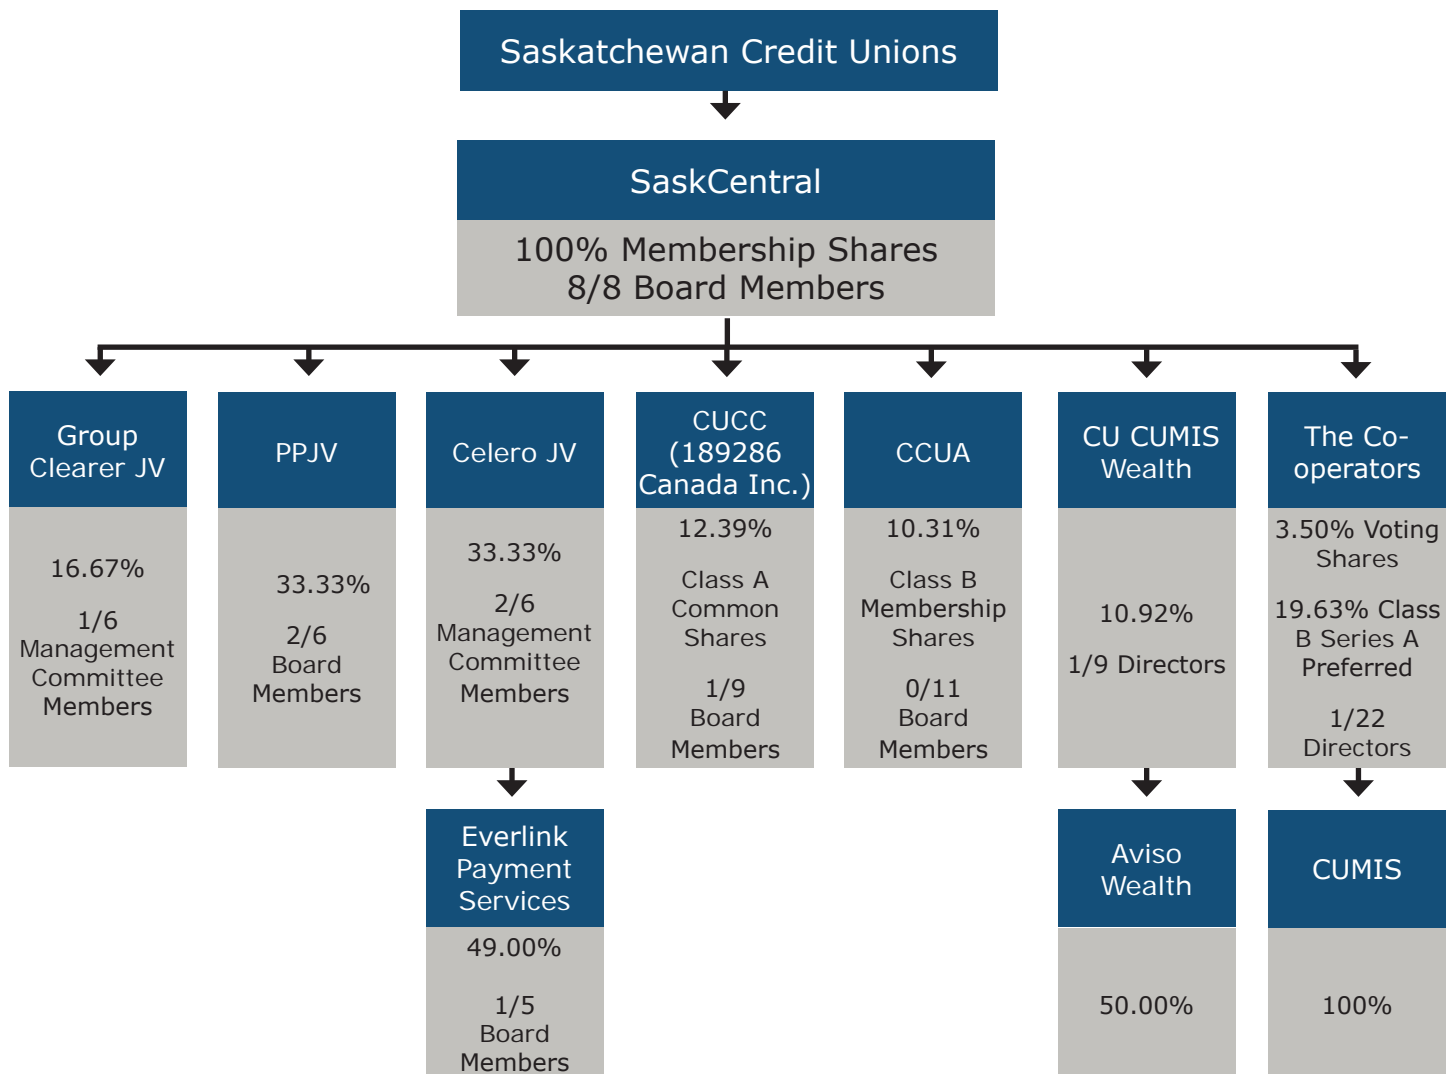 Saskatchewan Credit Unions
SaskCentral
100% Membership Shares
8/8 Board Members
Group
Clearer JV
16.67%
1/6
Management
Committee
Members
PPJV
33.33%
2/6
Board
Members
Celero JV
33.33%
2/6
Management
Committee
Members
CUCC
(189286
Canada Inc.)
12.39%
Class A
Common
Shares
1/9
Board
Members
CCUA
10.31%
Class B
Membership
Shares
0/11
Board
Members
CU CUMIS
Wealth
10.92%
1/9 Directors
The Co-
operators
3.50% Voting
Shares
19.63% Class
B Series A
Preferred
1/22
Directors
Everlink
Payment
Services
49.00%
1/5
Board
Members
Aviso
Wealth
50.00%
CUMIS
100%